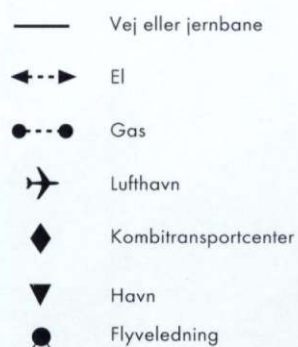 Vej eller jernbane
El
Gas
Lufthavn
Kombitransportcenter
Havn
Flyveledning